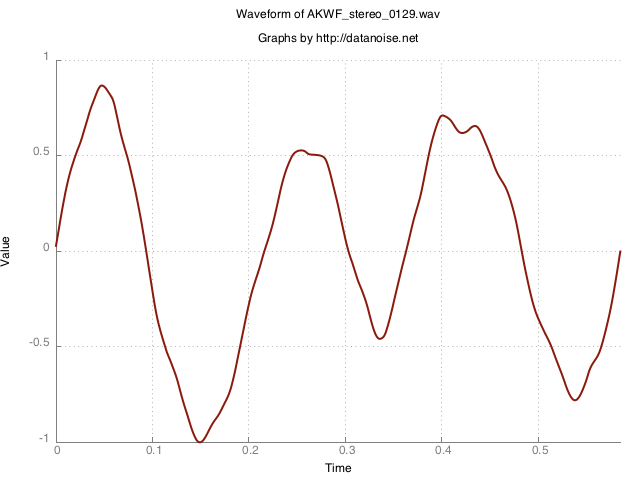 Waveform of AKWF_stereo_0129.wav
Graphs by http://datanoise.net
1
0.5
0
-0.5
-1
Value
0 0.1 0.2 0.3 0.4 0.5
Time